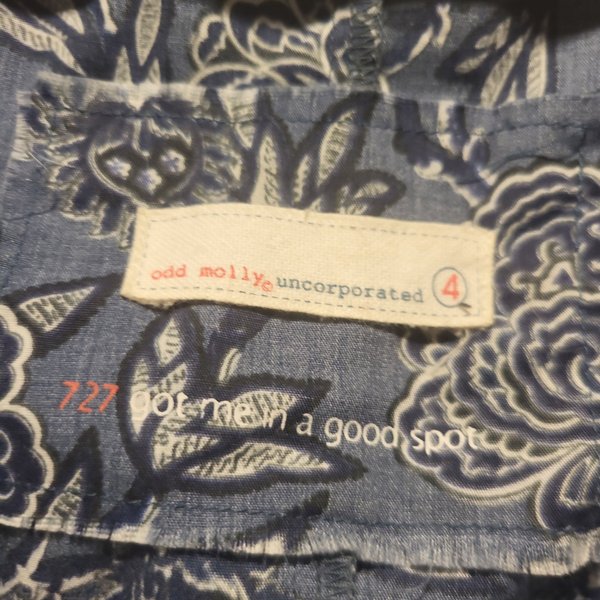 odd molly© uncorporated 4
727 got me in a good spot